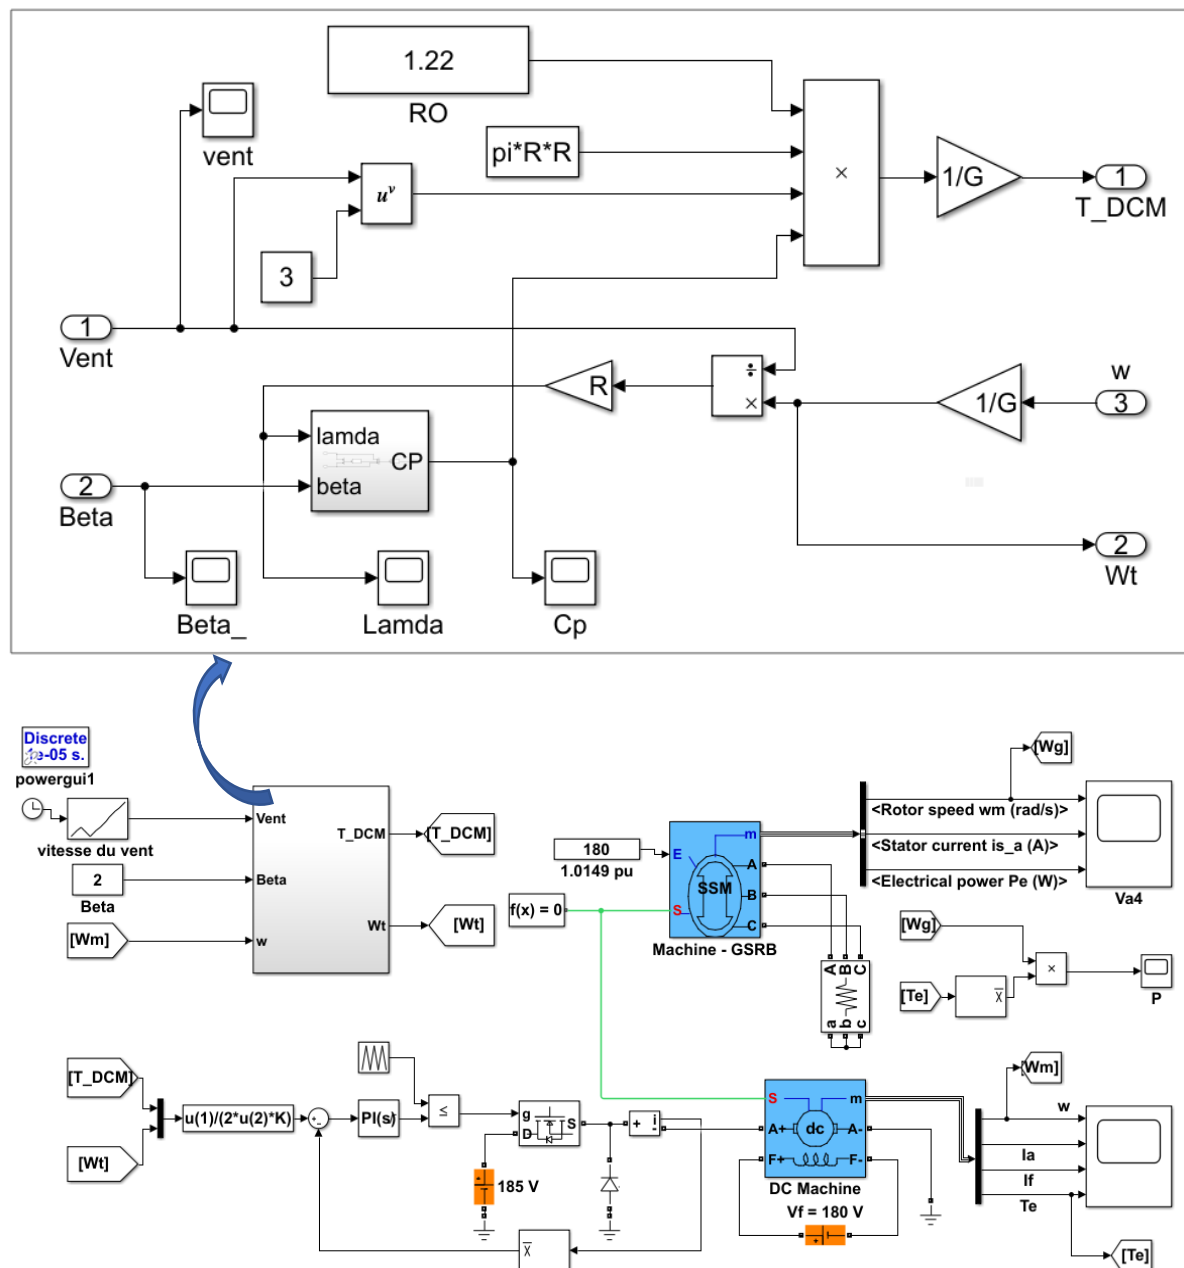 1.22
RO
vent
pi*R*R
u^v
×
1/G
1
T_DCM
3
1
Vent
÷
×
R
1/G
w
3
lamda
CP
beta
2
Beta
2
Wt
Beta_
Lamda
Cp
Discrete
1e-05 s.
powergui1
vitesse du vent
2
Beta
[Wm]
Vent
Beta
w
T_DCM
Wt
[T_DCM]
[Wt]
180
1.0149 pu
f(x) = 0
E
S
m
SSM
A
B
C
Machine - GSRB
A B C
a b c
[Wg]
<Rotor speed wm (rad/s)>
<Stator current is_a (A)>
<Electrical power Pe (W)>
Va4
[Wg]
[Te]
x̄
×
P
[T_DCM]
[Wt]
u(1)/(2*u(2)*K)
+
-
PI(s)
≤
g
D
S
185 V
+
i
-
x̄
S
m
A+
dc
A-
F+
F-
DC Machine
Vf = 180 V
+
[Wm]
w
Ia
If
Te
[Te]